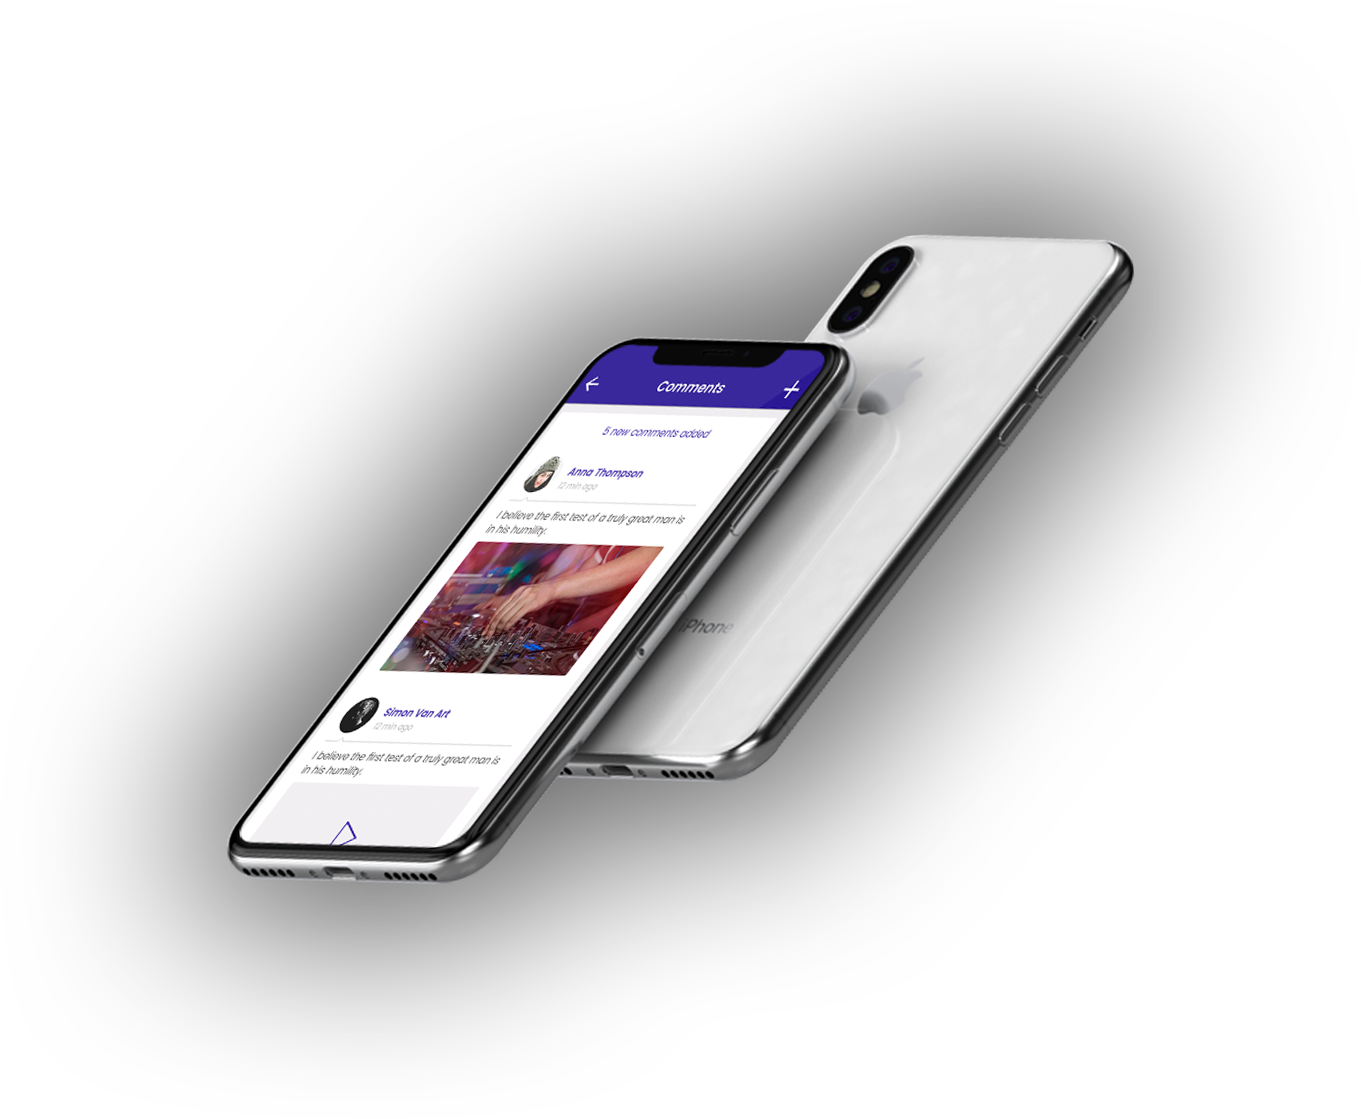 Comments
5 new comments added
Anna Thompson
12 min ago
I believe the first test of a truly great man is
in his humility.
Simon Van Art
12 min ago
I believe the first test of a truly great man is
in his humility.
iPhone